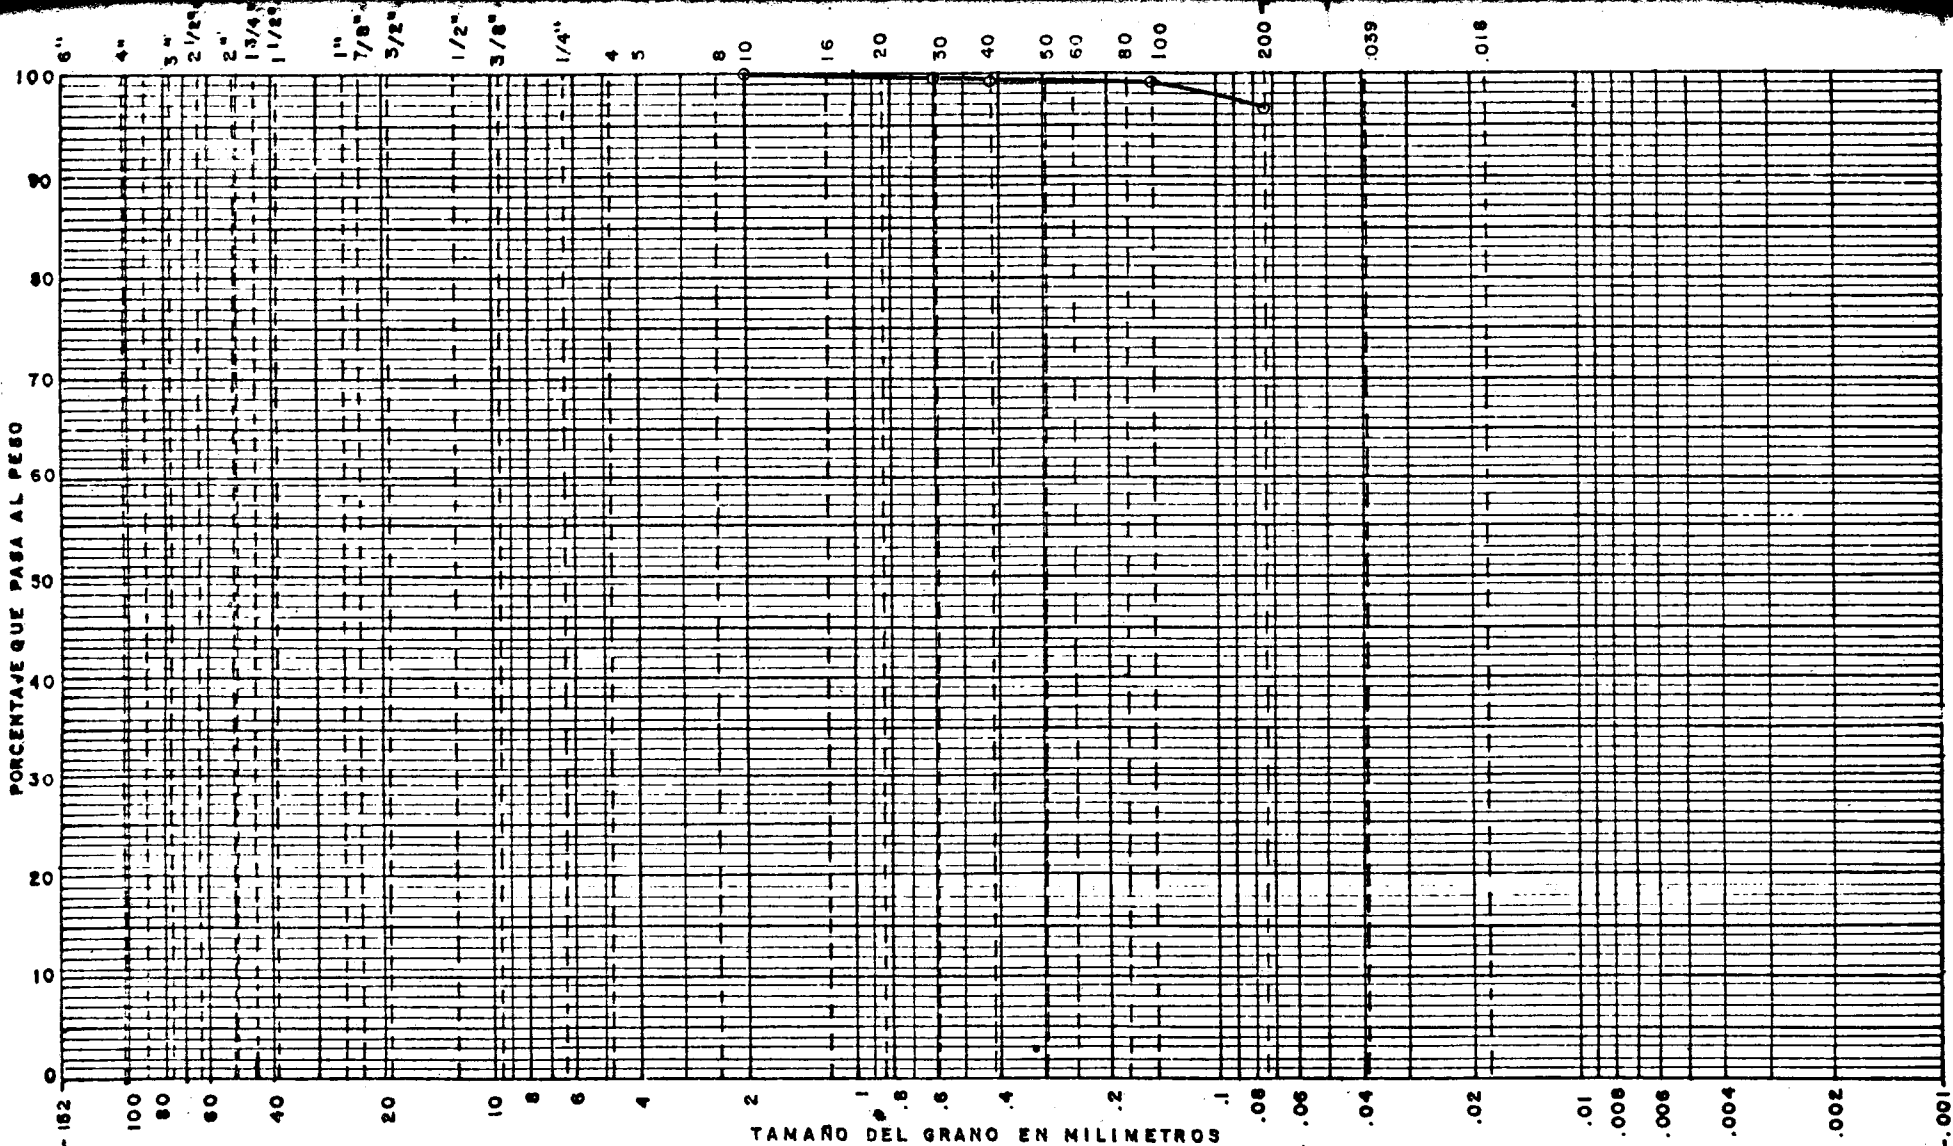 6" 4" 3" 2 1/2" 2" 1 3/4" 1 1/2" 1" 7/8" 3/2" 1/2" 3/8" 1/4" 4 5 8 10 16 20 30 40 50 60 80 100 200 .039 .018
100
90
80
70
60
50
40
30
20
10
0
PORCENTAJE QUE PASA AL PESO
152 100 80 60 40 20 10 8 6 4 2 1 .8 .6 .4 .2 .1 .08 .06 .04 .02 .01 .008 .006 .004 .002 .001
TAMAÑO DEL GRANO EN MILIMETROS